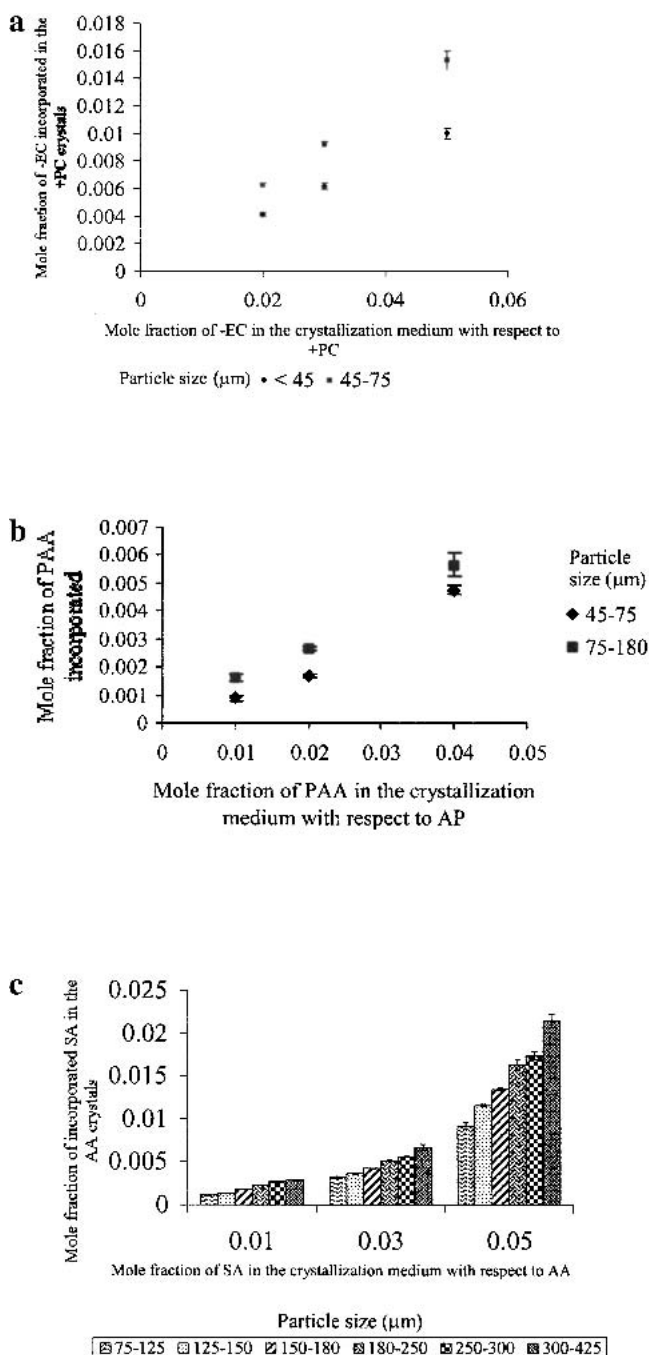 a
Mole fraction of -EC incorporated in the
+PC crystals
0.018
0.016
0.014
0.012
0.01
0.008
0.006
0.004
0.002
0
0 0.02 0.04 0.06
Mole fraction of -EC in the crystallization medium with respect to
+PC
Particle size (μm) < 45 45-75
b
Mole fraction of PAA
incorporated
0.007
0.006
0.005
0.004
0.003
0.002
0.001
0
0 0.01 0.02 0.03 0.04 0.05
Mole fraction of PAA in the crystallization
medium with respect to AP
Particle
size (μm)
45-75
75-180
c
Mole fraction of incorporated SA in the
AA crystals
0.025
0.02
0.015
0.01
0.005
0
0.01 0.03 0.05
Mole fraction of SA in the crystallization medium with respect to AA
Particle size (μm)
75-125 125-150 150-180 180-250 250-300 300-425